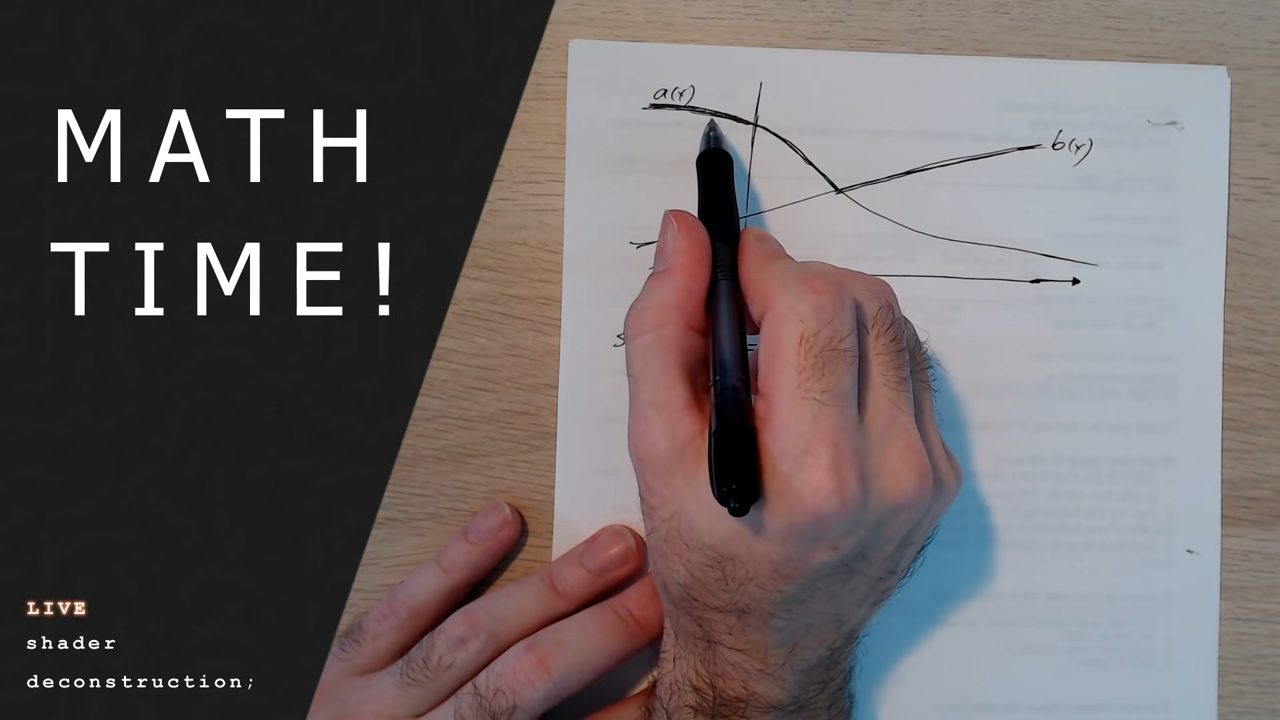 MATH
TIME!
LIVE
shader
deconstruction;
a(x)
b(x)